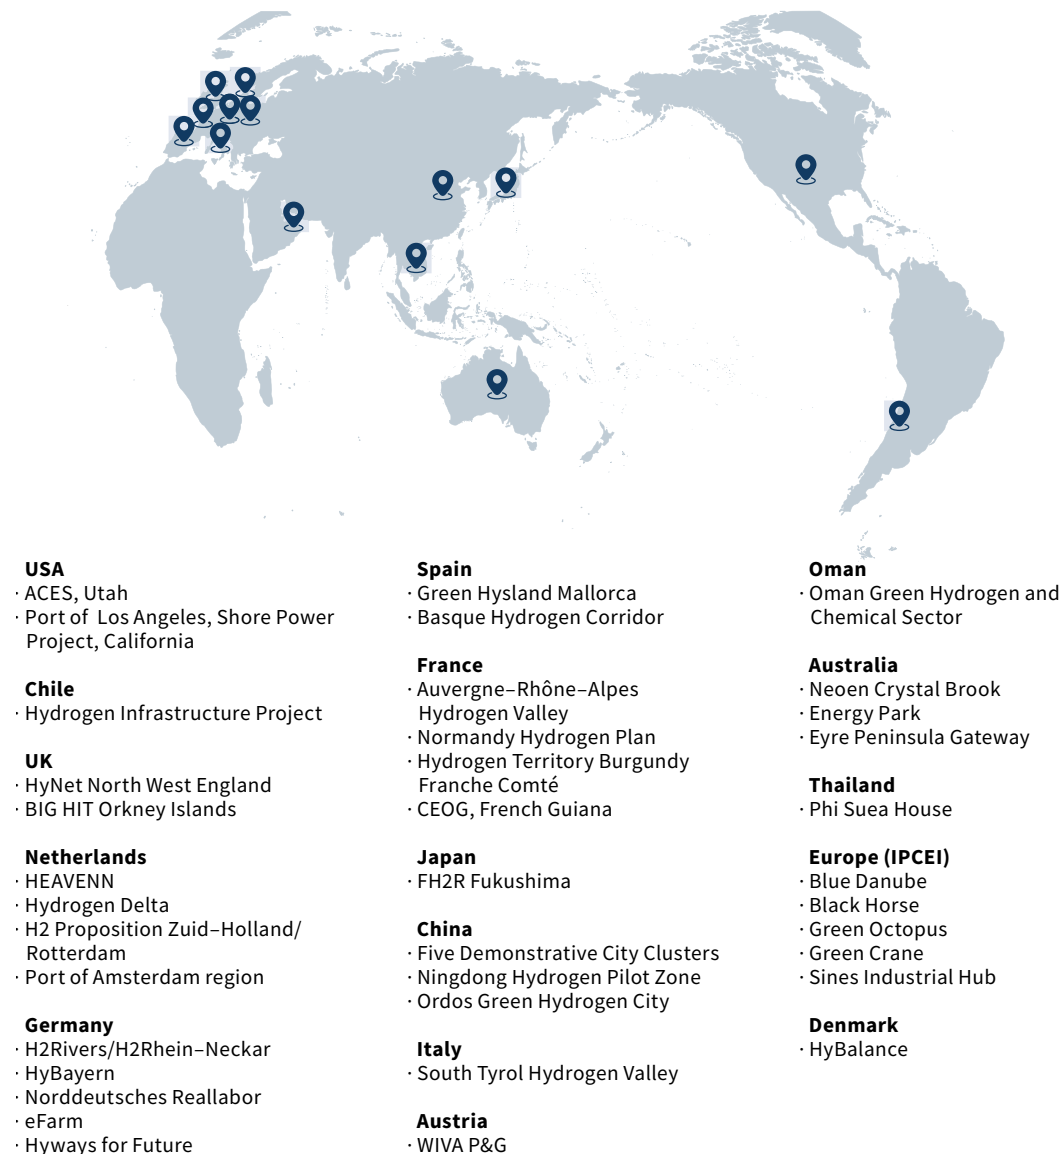 USA
· ACES, Utah
· Port of Los Angeles, Shore Power
Project, California
Chile
· Hydrogen Infrastructure Project
UK
· HyNet North West England
· BIG HIT Orkney Islands
Netherlands
· HEAVENN
· Hydrogen Delta
· H2 Proposition Zuid–Holland/
Rotterdam
· Port of Amsterdam region
Germany
· H2Rivers/H2Rhein–Neckar
· HyBayern
· Norddeutsches Reallabor
· eFarm
· Hyways for Future
Spain
· Green Hysland Mallorca
· Basque Hydrogen Corridor
France
· Auvergne–Rhône–Alpes
Hydrogen Valley
· Normandy Hydrogen Plan
· Hydrogen Territory Burgundy
Franche Comté
· CEOG, French Guiana
Japan
· FH2R Fukushima
China
· Five Demonstrative City Clusters
· Ningdong Hydrogen Pilot Zone
· Ordos Green Hydrogen City
Italy
· South Tyrol Hydrogen Valley
Austria
· WIVA P&G
Oman
· Oman Green Hydrogen and
Chemical Sector
Australia
· Neoen Crystal Brook
· Energy Park
· Eyre Peninsula Gateway
Thailand
· Phi Suea House
Europe (IPCEI)
· Blue Danube
· Black Horse
· Green Octopus
· Green Crane
· Sines Industrial Hub
Denmark
· HyBalance